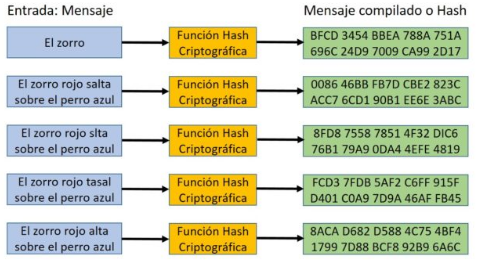 Entrada: Mensaje
Mensaje compilado o Hash
El zorro
Función Hash
Criptográfica
BFCD 3454 BBEA 788A 751A
696C 24D9 7009 CA99 2D17
El zorro rojo salta
sobre el perro azul
Función Hash
Criptográfica
0086 46BB FB7D CBE2 823C
ACC7 6CD1 90B1 EE6E 3ABC
El zorro rojo slta
sobre el perro azul
Función Hash
Criptográfica
8FD8 7558 7851 4F32 DIC6
76B1 79A9 0DA4 4EFE 4819
El zorro rojo tasal
sobre el perro azul
Función Hash
Criptográfica
FCD3 7FDB 5AF2 C6FF 915F
D401 C0A9 7D9A 46AF FB45
El zorro rojo alta
sobre el perro azul
Función Hash
Criptográfica
8ACA D682 D588 4C75 4BF4
1799 7D88 BCF8 92B9 6A6C